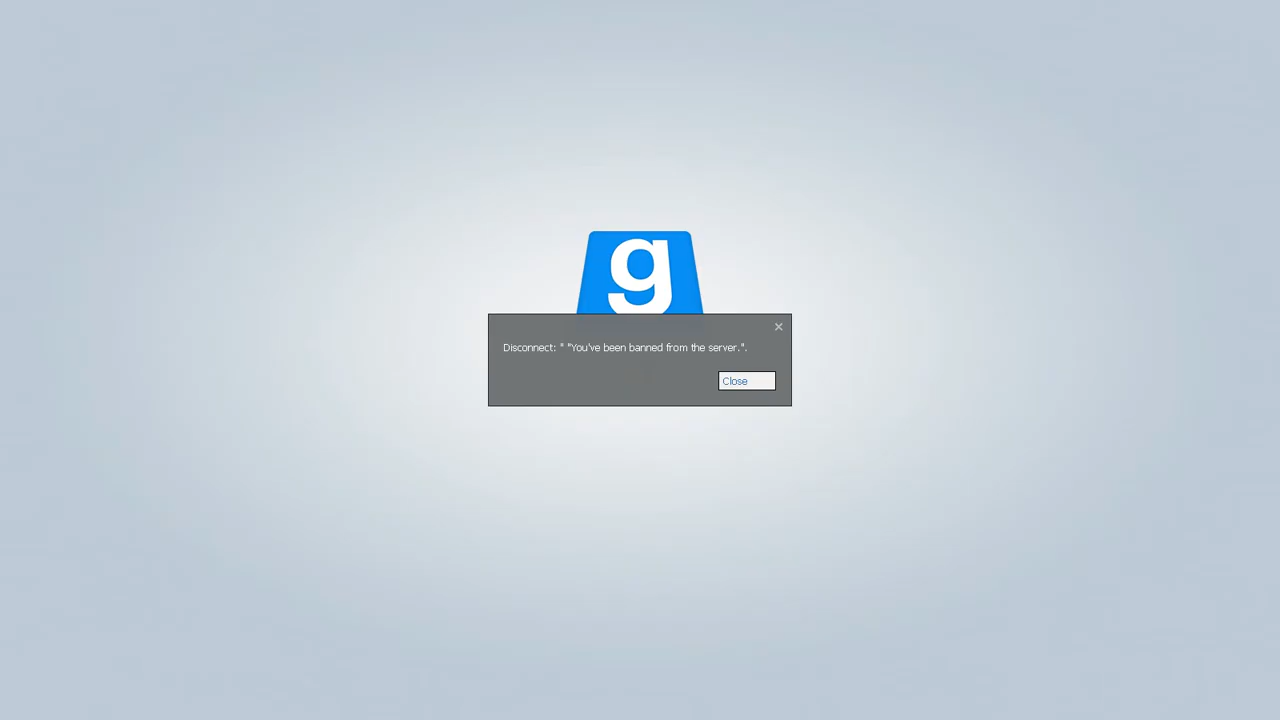 g
Disconnect: " "You've been banned from the server.".
Close